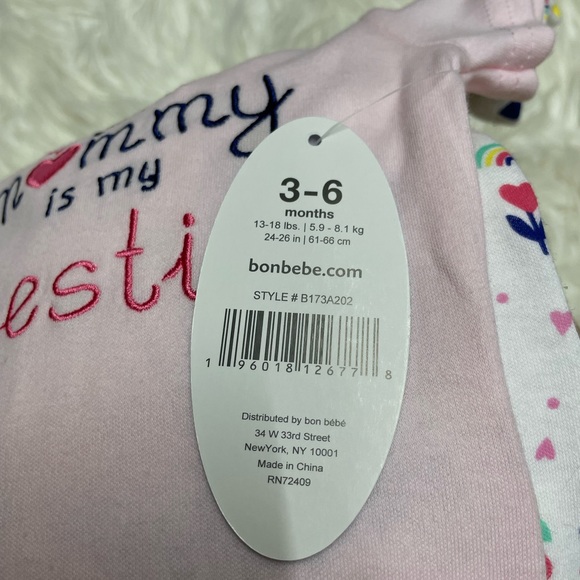 mmy
is my
esti
3-6
months
13-18 lbs. | 5.9 - 8.1 kg
24-26 in | 61-66 cm
bonbebe.com
STYLE # B173A202
1 96018 12677 8
Distributed by bon bébé
34 W 33rd Street
NewYork, NY 10001
Made in China
RN72409